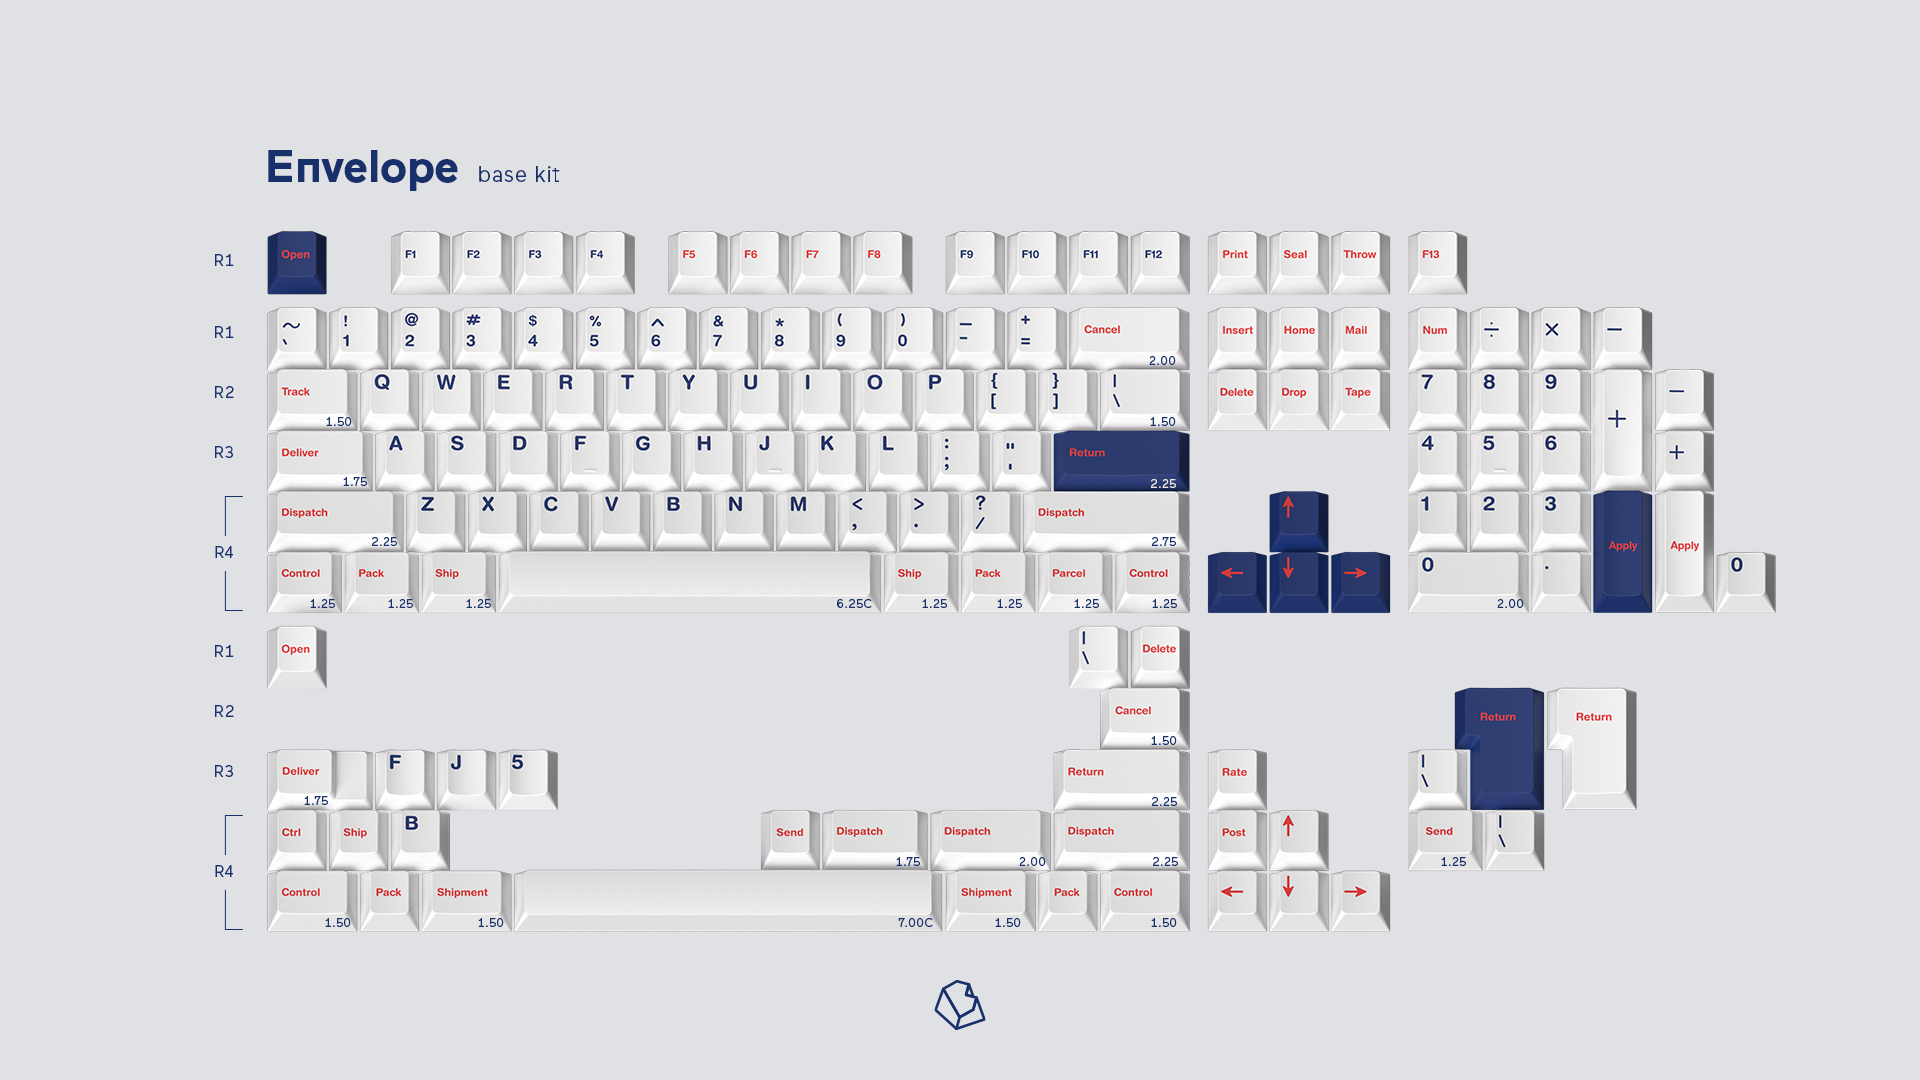 Envelope base kit
R1 Open F1 F2 F3 F4 F5 F6 F7 F8 F9 F10 F11 F12 Print Seal Throw F13
R1 ~ ` ! 1 @ 2 # 3 $ 4 % 5 ^ 6 & 7 * 8 ( 9 ) 0 _ - + = Cancel 2.00 Insert Home Mail Num ÷ × −
R2 Track 1.50 Q W E R T Y U I O P { [ } ] | \ 1.50 Delete Drop Tape 7 8 9 + −
R3 Deliver 1.75 A S D F G H J K L : ; " ' Return 2.25 4 5 6 +
R4 Dispatch 2.25 Z X C V B N M < , > . ? / Dispatch 2.75 ↑ 1 2 3 Apply Apply
Control 1.25 Pack 1.25 Ship 1.25 6.25C Ship 1.25 Pack 1.25 Parcel 1.25 Control 1.25 ← ↓ → 0 2.00 . 0
R1 Open | \ Delete
R2 Cancel 1.50 Return Return
R3 Deliver 1.75 F J 5 Return 2.25 Rate | \
R4 Ctrl Ship B Send Dispatch 1.75 Dispatch 2.00 Dispatch 2.25 Post ↑ Send 1.25 | \
Control 1.50 Pack Shipment 1.50 7.00C Shipment 1.50 Pack Control 1.50 ← ↓ →